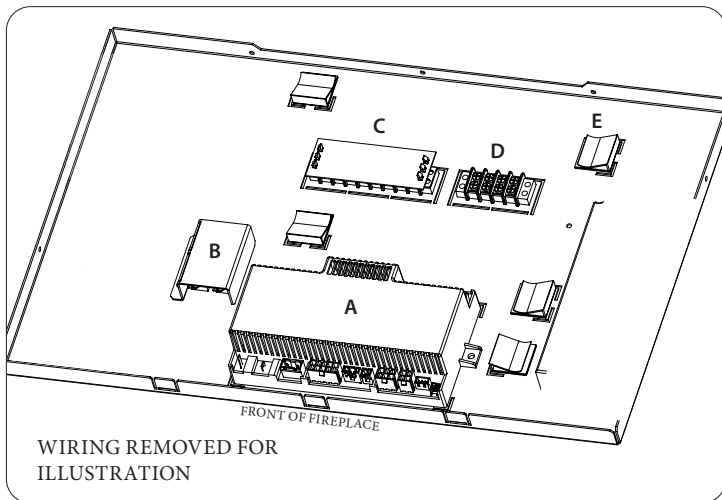 C
E
D
B
A
FRONT OF FIREPLACE
WIRING REMOVED FOR
ILLUSTRATION